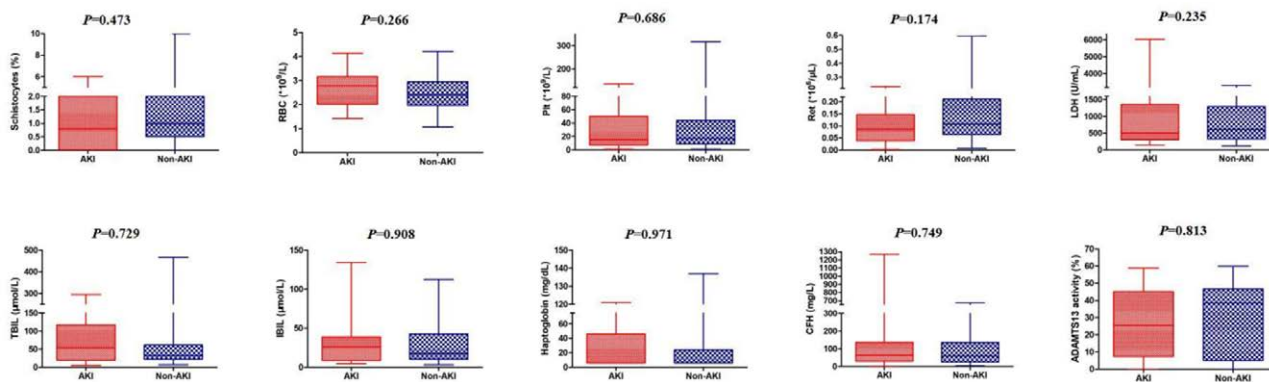 P=0.473
Schistocytes (%)
10
8
6
4
2.0
1.5
1.0
0.5
0.0
AKI Non-AKI
P=0.266
RBC (*10⁹/L)
5
4
3
2
1
0
AKI Non-AKI
P=0.686
Plt (*10⁹/L)
300
200
100
80
60
40
20
0
AKI Non-AKI
P=0.174
0.6
0.5
0.4
0.3
0.20
0.15
0.10
0.05
0.00
AKI Non-AKI
P=0.235
LDH (U/mL)
6000
4000
2000
1500
1000
500
0
AKI Non-AKI
P=0.729
TBIL (μmol/L)
500
400
300
200
150
100
50
0
AKI Non-AKI
P=0.908
IBIL (μmol/L)
150
100
50
0
AKI Non-AKI
P=0.971
Haptoglobin (mg/dL)
150
140
130
120
80
60
40
20
0
AKI Non-AKI
P=0.749
CFH (mg/L)
1300
1200
1100
1000
900
800
700
600
300
200
100
0
AKI Non-AKI
P=0.813
ADAMTS13 activity (%)
70
60
50
40
30
20
10
0
AKI Non-AKI